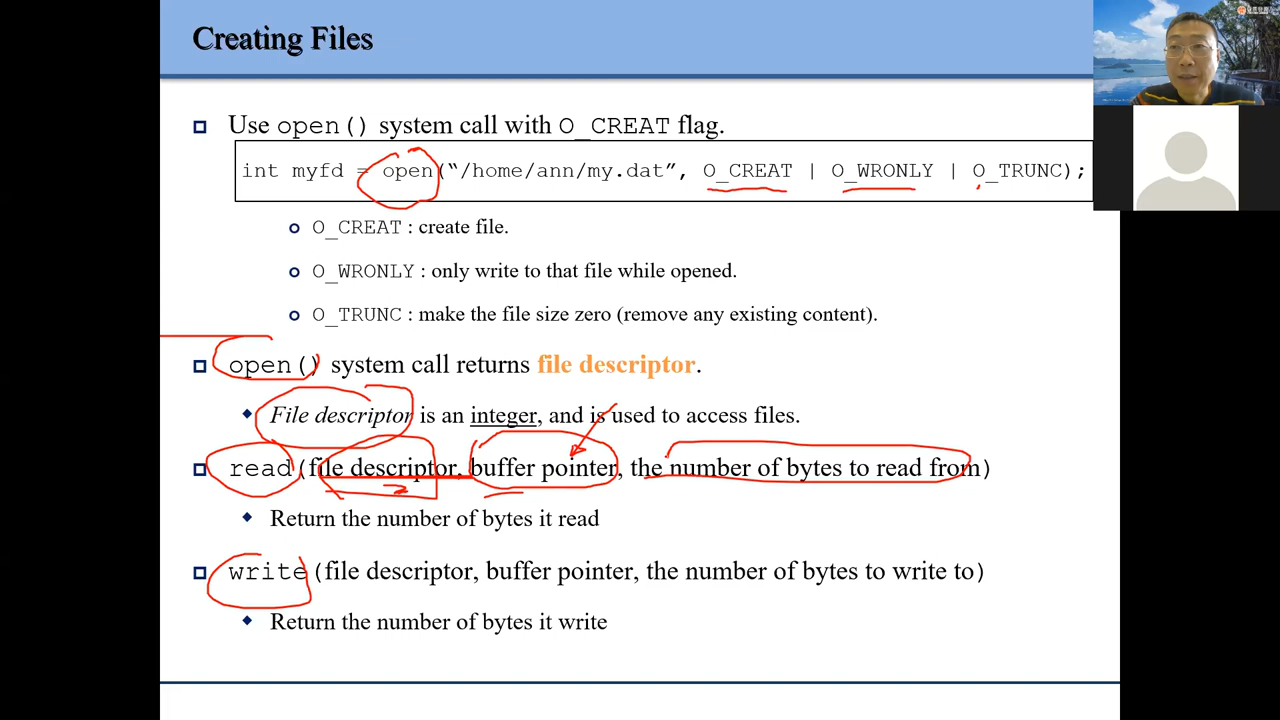 Creating Files
Use open() system call with O_CREAT flag.
int myfd = open(“/home/ann/my.dat”, O_CREAT | O_WRONLY | O_TRUNC);
O_CREAT : create file.
O_WRONLY : only write to that file while opened.
O_TRUNC : make the file size zero (remove any existing content).
open() system call returns file descriptor.
File descriptor is an integer, and is used to access files.
read(file descriptor, buffer pointer, the number of bytes to read from)
Return the number of bytes it read
write(file descriptor, buffer pointer, the number of bytes to write to)
Return the number of bytes it write